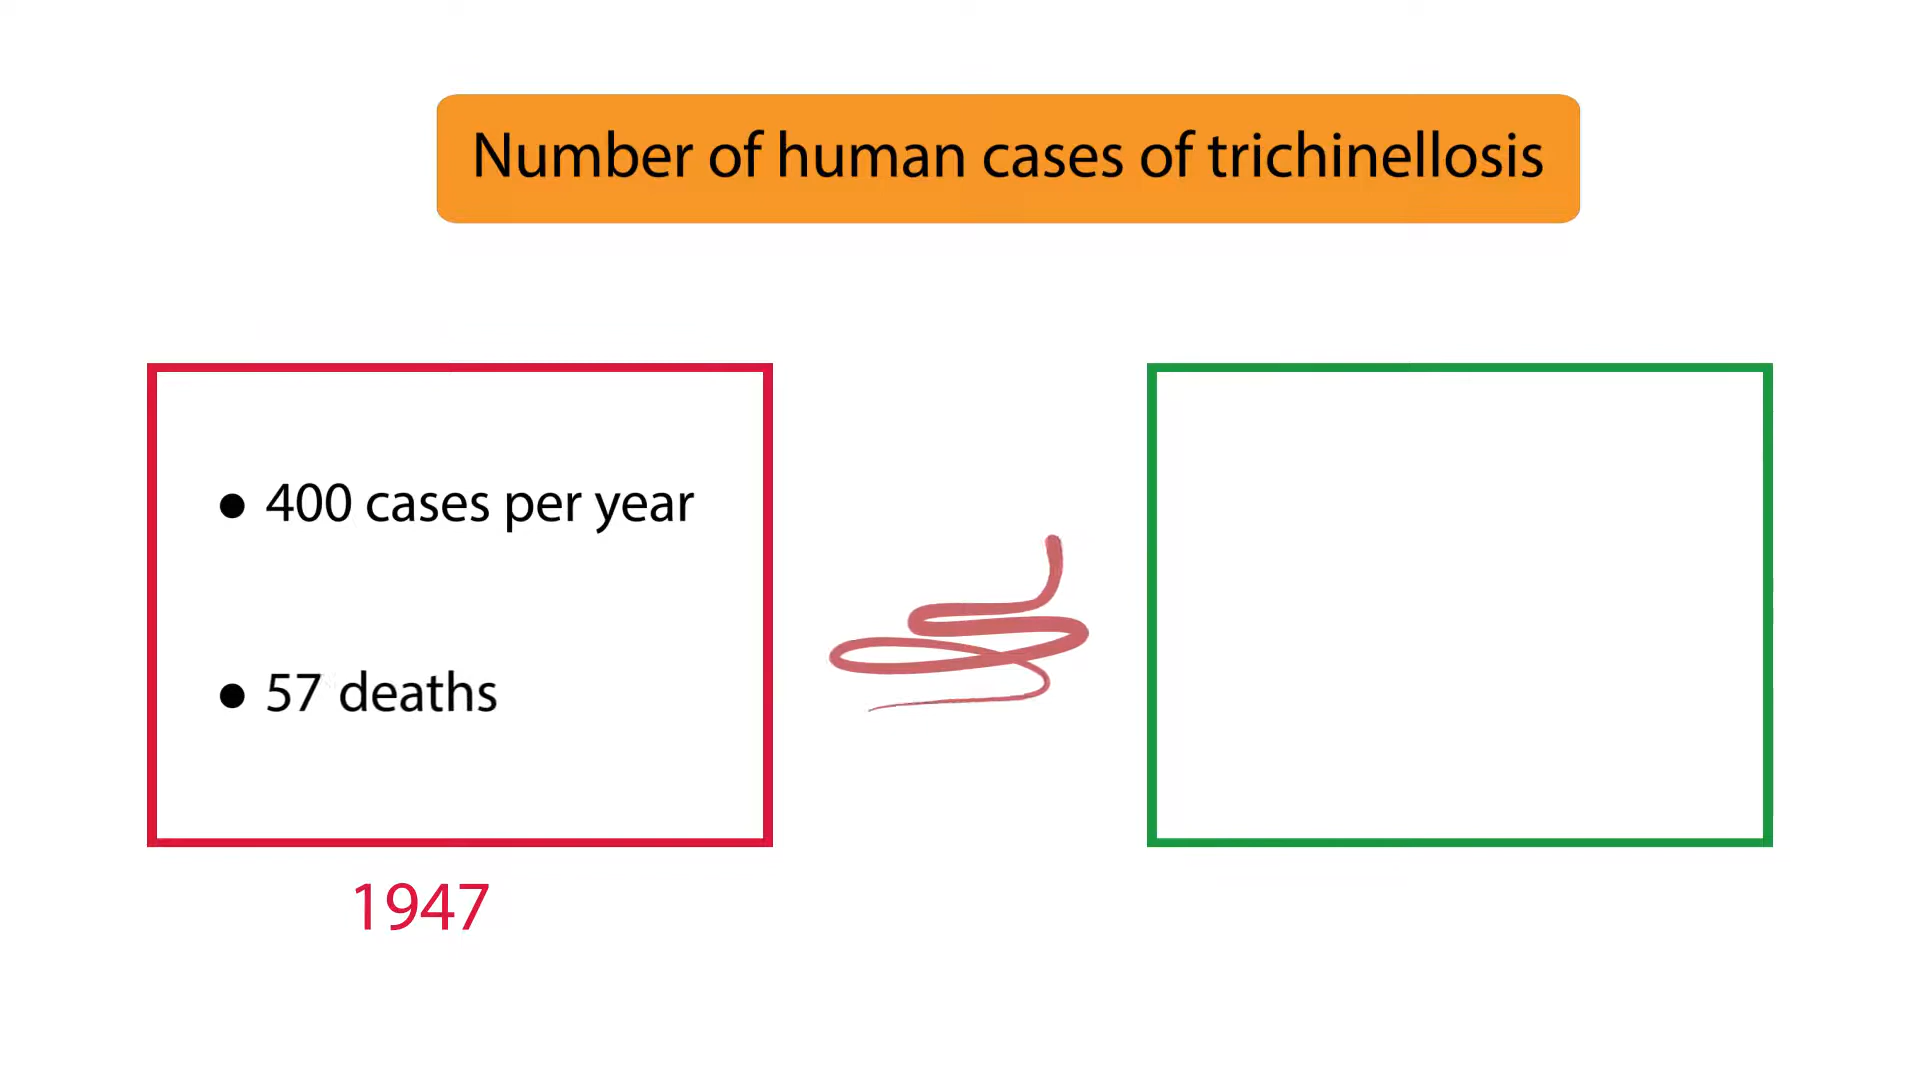 Number of human cases of trichinellosis
● 400 cases per year
● 57 deaths
1947